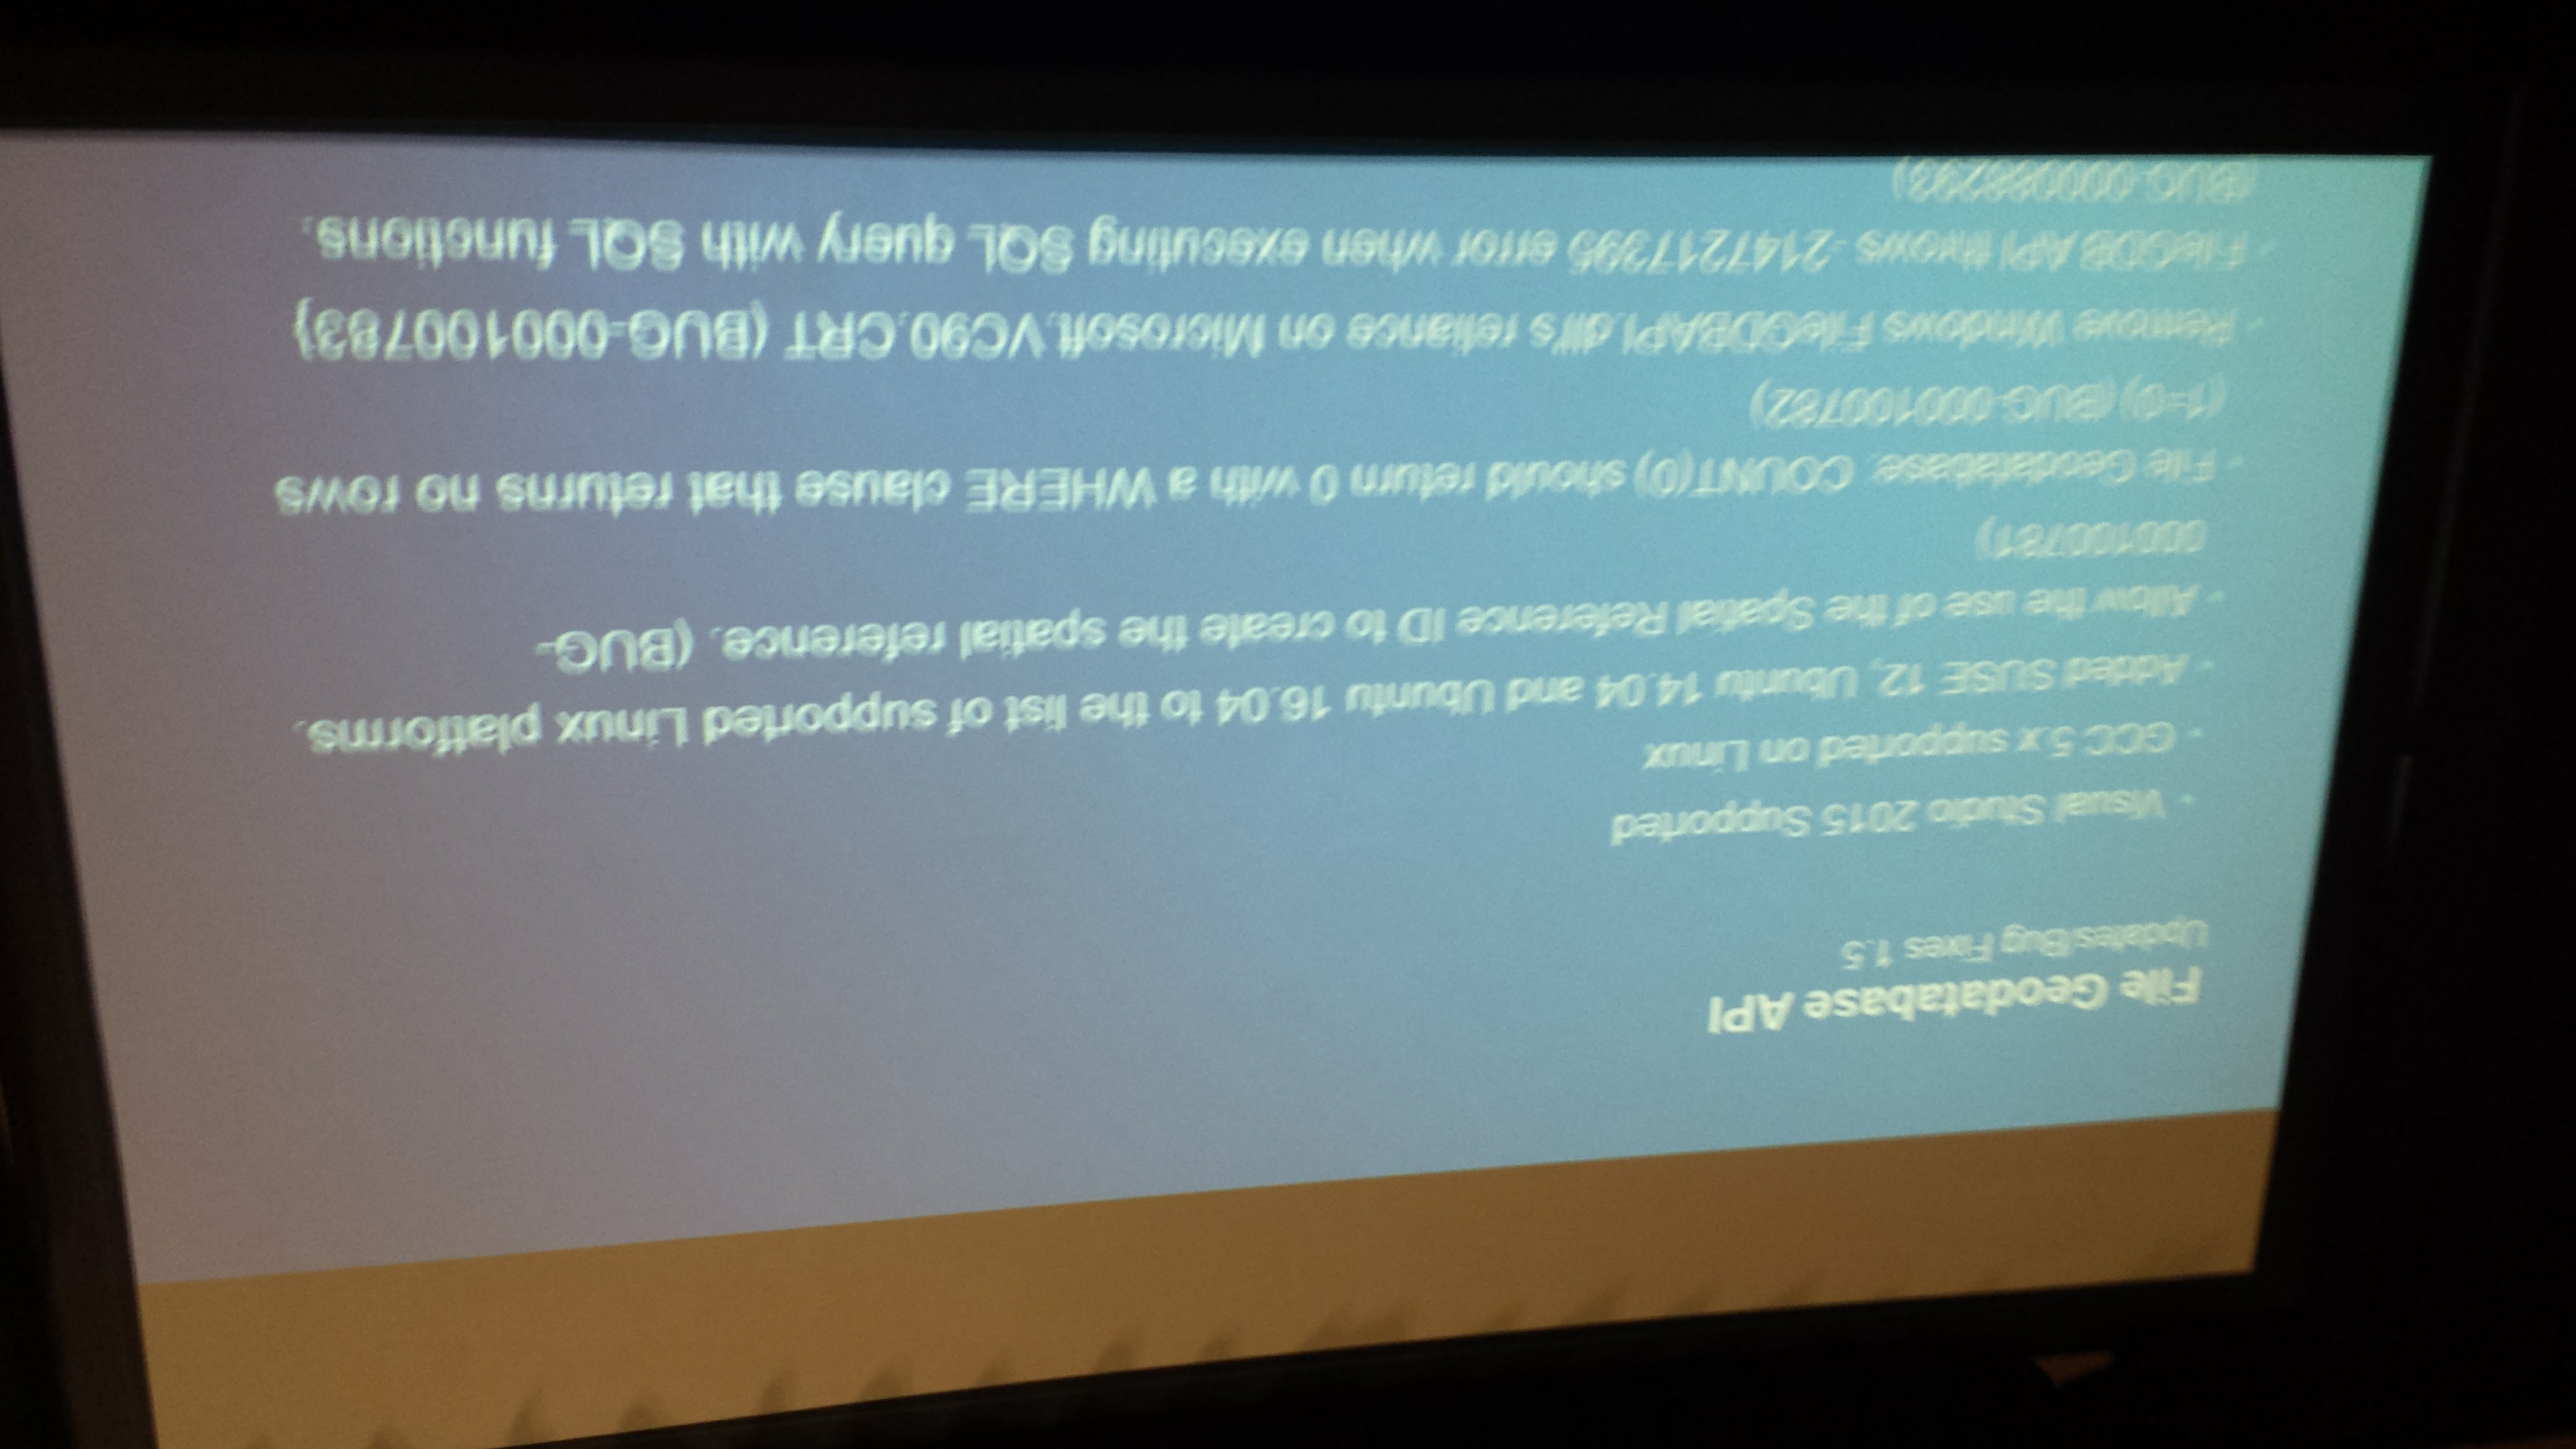 File Geodatabase API
Updates/Bug Fixes 1.5
- Visual Studio 2015 Supported
- GCC 5.x supported on Linux
- Added SUSE 12, Ubuntu 14.04 and Ubuntu 16.04 to the list of supported Linux platforms.
- Allow the use of the Spatial Reference ID to create the spatial reference. (BUG-
000100781)
- File Geodatabase: COUNT(0) should return 0 with a WHERE clause that returns no rows
(1=0) (BUG-000100782)
- Remove Windows FileGDBAPI.dll's reliance on Microsoft.VC90.CRT (BUG-000100783)
- FileGDB API throws -2147217395 error when executing SQL query with SQL functions.
(BUG-000088293)